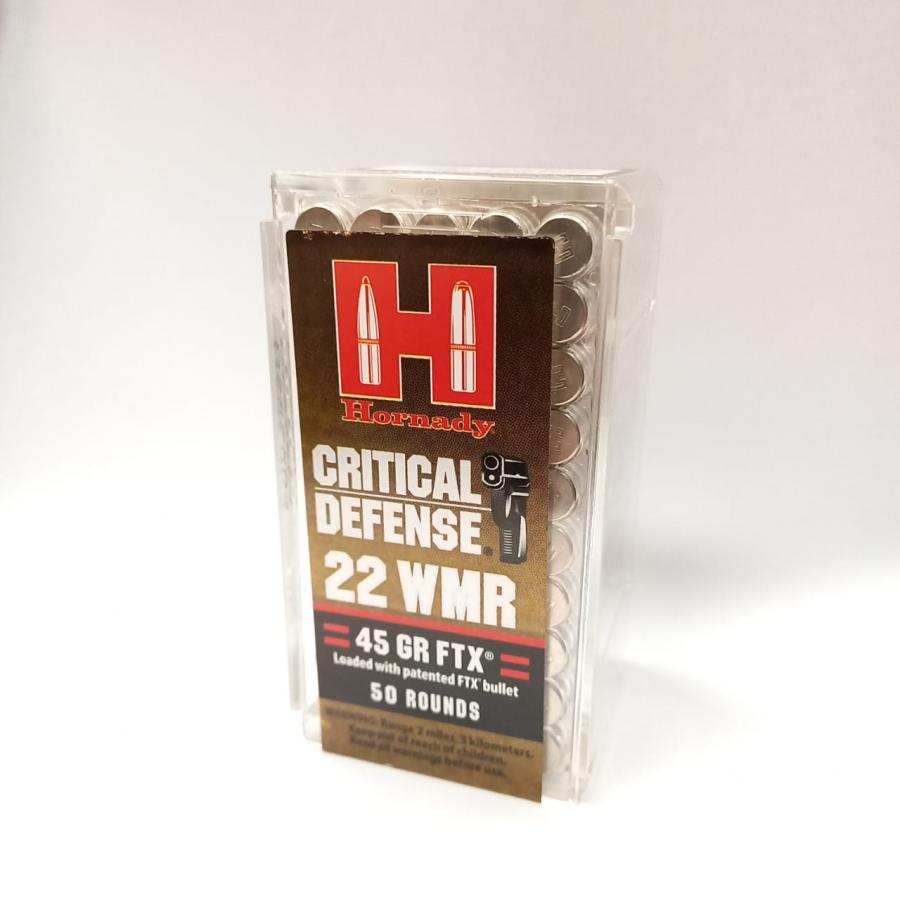 H
Hornady
CRITICAL
DEFENSE®
22 WMR
45 GR FTX®
Loaded with patented FTX® bullet
50 ROUNDS
WARNING: Range 2 miles, 3 kilometers.
Keep out of reach of children.
Read all warnings before use.